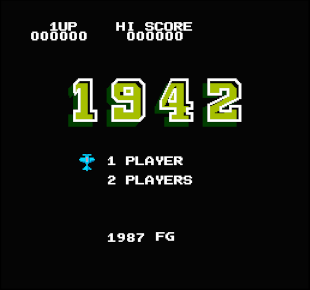 1UP HI SCORE
000000 000000
1942
1 PLAYER
2 PLAYERS
1987 FG